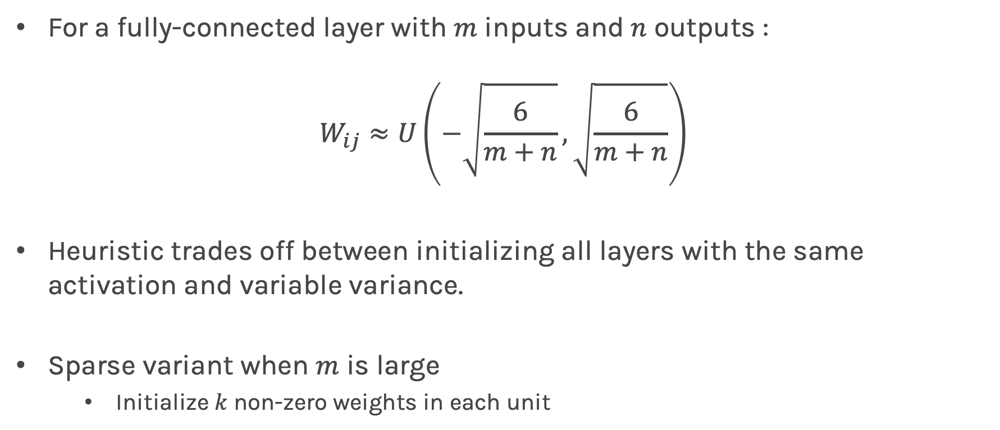 • For a fully-connected layer with m inputs and n outputs :
W_{ij} ≈ U\left(-\sqrt{\frac{6}{m+n}}, \sqrt{\frac{6}{m+n}}\right)
• Heuristic trades off between initializing all layers with the same
activation and variable variance.
• Sparse variant when m is large
• Initialize k non-zero weights in each unit